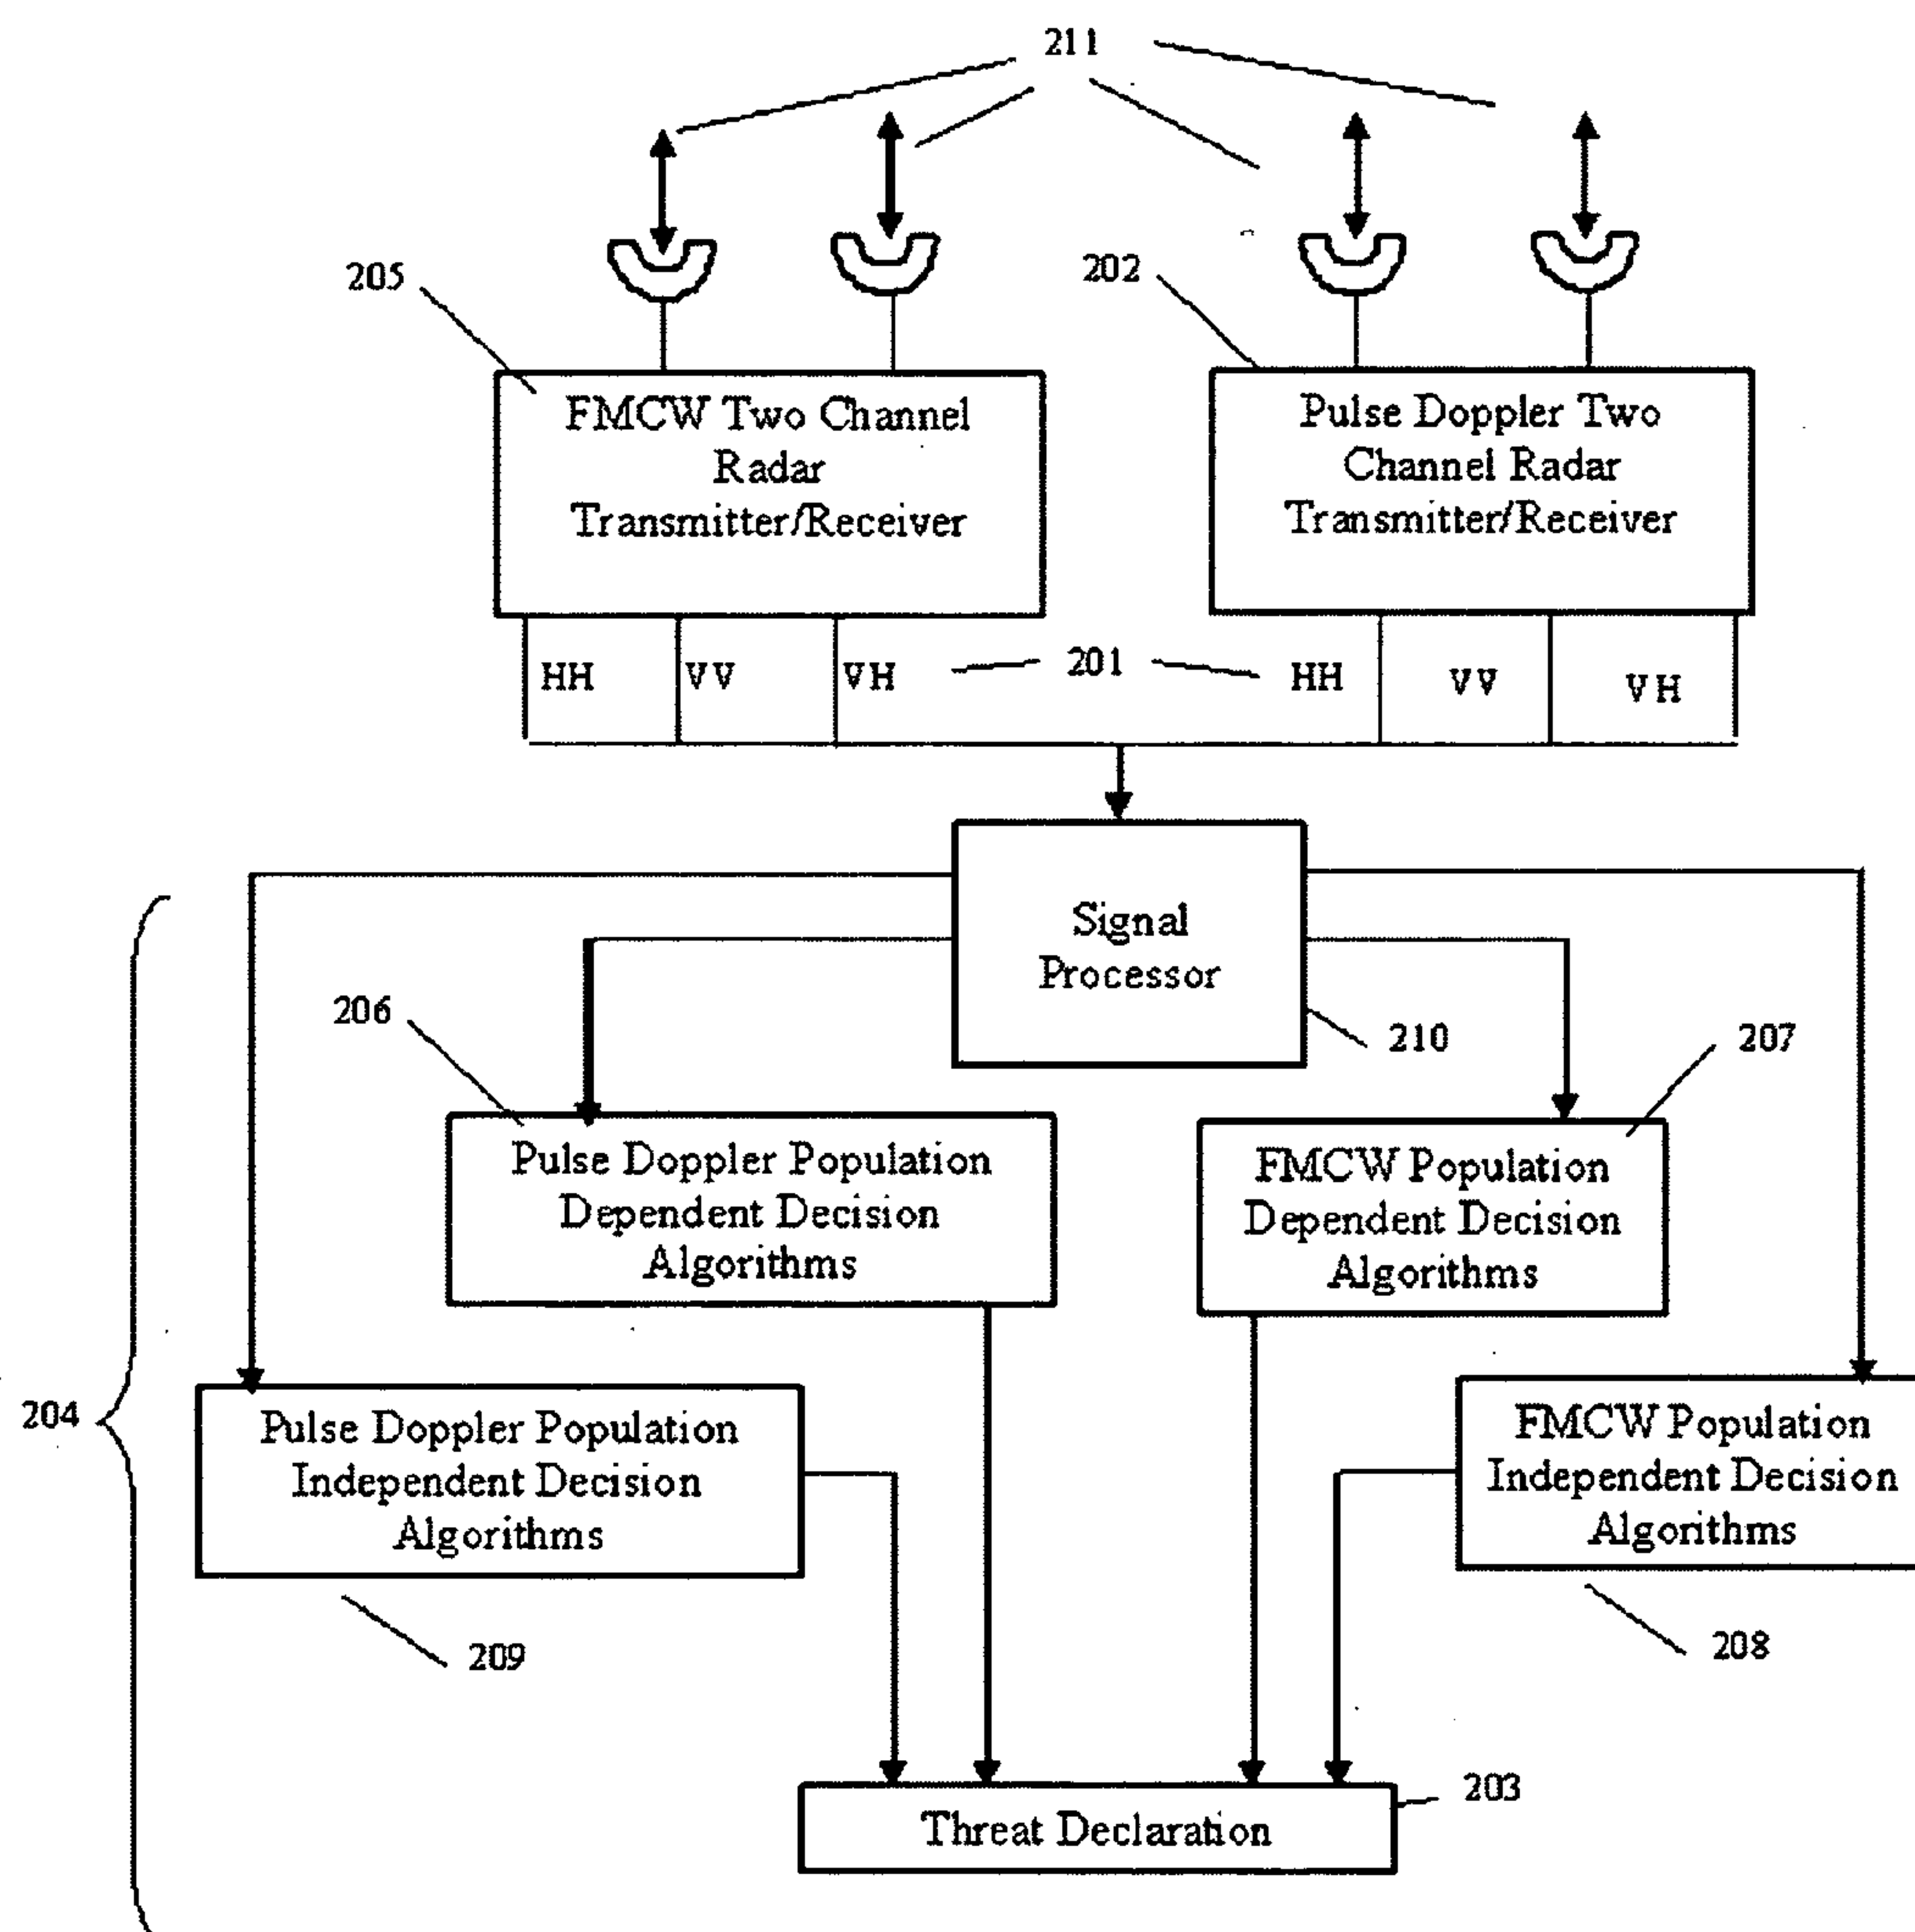 211
205
202
FMCW Two Channel
Radar
Transmitter/Receiver
Pulse Doppler Two
Channel Radar
Transmitter/Receiver
HH VV VH 201 HH VV VH
Signal
Processor
206
210
207
Pulse Doppler Population
Dependent Decision
Algorithms
FMCW Population
Dependent Decision
Algorithms
204
Pulse Doppler Population
Independent Decision
Algorithms
FMCW Population
Independent Decision
Algorithms
209
208
203
Threat Declaration